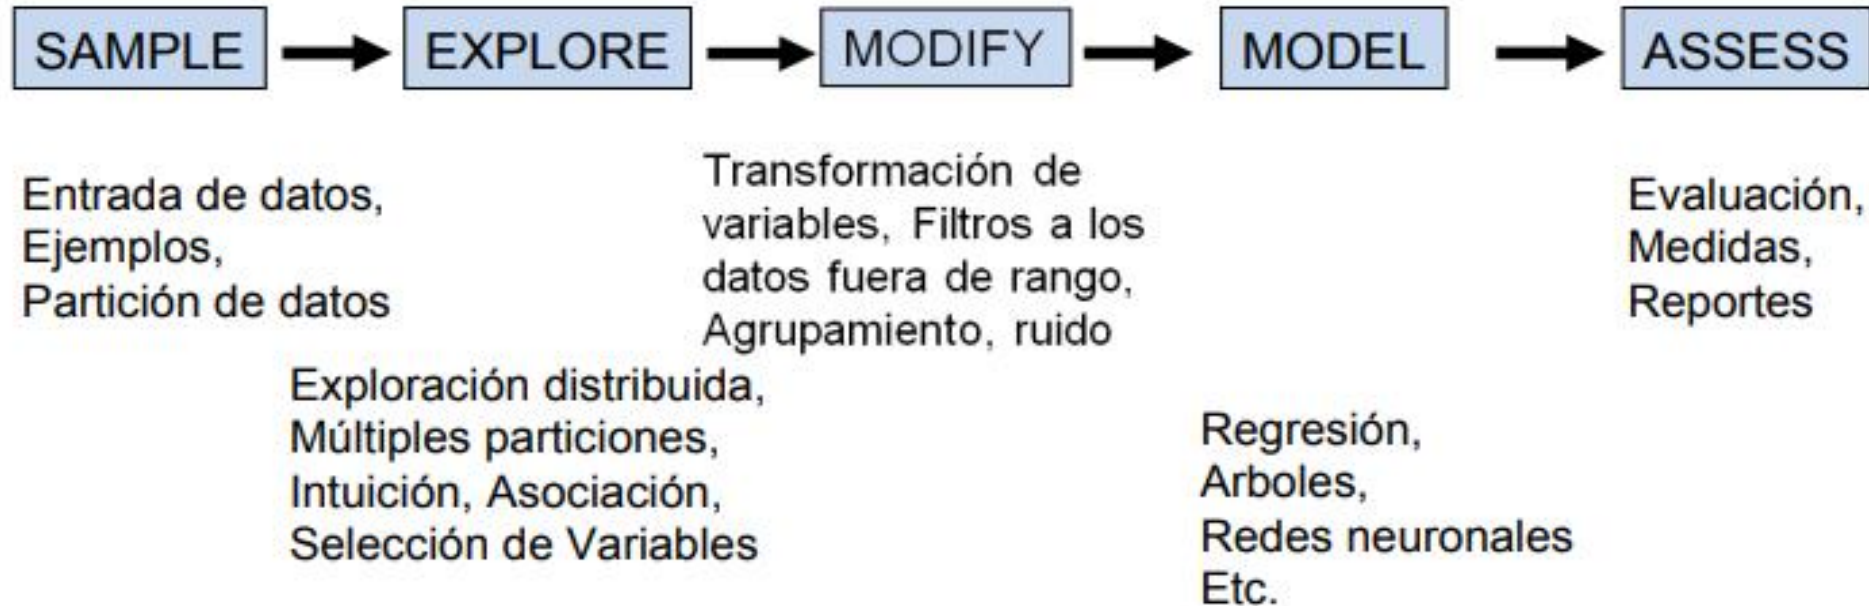 SAMPLE
EXPLORE
MODIFY
MODEL
ASSESS
Entrada de datos,
Ejemplos,
Partición de datos
Exploración distribuida,
Múltiples particiones,
Intuición, Asociación,
Selección de Variables
Transformación de
variables, Filtros a los
datos fuera de rango,
Agrupamiento, ruido
Regresión,
Arboles,
Redes neuronales
Etc.
Evaluación,
Medidas,
Reportes